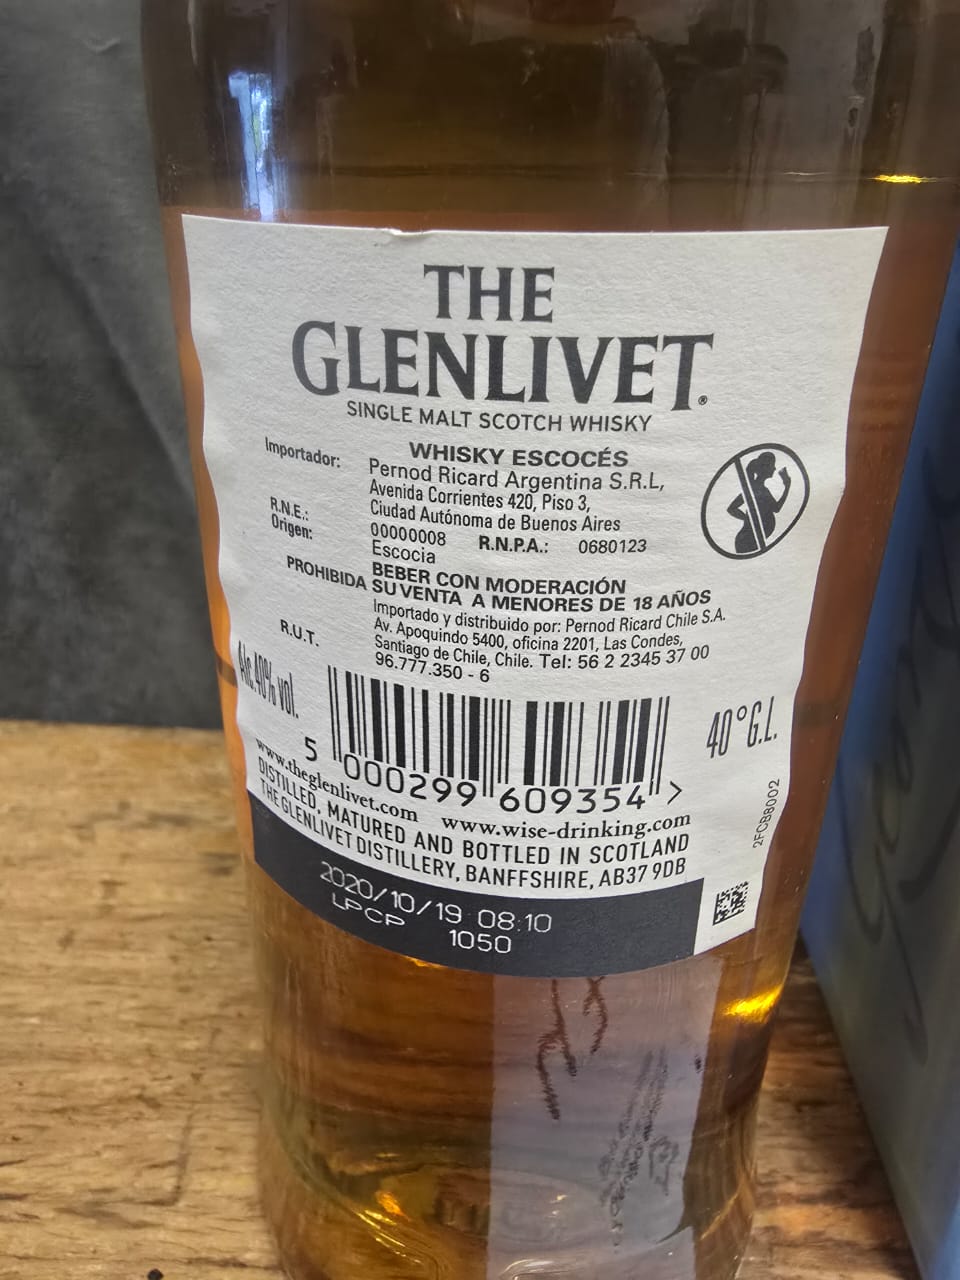 THE
GLENLIVET®
SINGLE MALT SCOTCH WHISKY
WHISKY ESCOCÉS
Importador: Pernod Ricard Argentina S.R.L,
Avenida Corrientes 420, Piso 3,
Ciudad Autónoma de Buenos Aires
R.N.E.: 00000008 R.N.P.A.: 0680123
Origen: Escocia
BEBER CON MODERACIÓN
PROHIBIDA SU VENTA A MENORES DE 18 AÑOS
Importado y distribuido por: Pernod Ricard Chile S.A.
Av. Apoquindo 5400, oficina 2201, Las Condes,
Santiago de Chile, Chile. Tel: 56 2 2345 37 00
R.U.T. 96.777.350 - 6
Alc.40% vol.
40°G.L.
5 000299 609354 >
www.theglenlivet.com www.wise-drinking.com
DISTILLED, MATURED AND BOTTLED IN SCOTLAND
THE GLENLIVET DISTILLERY, BANFFSHIRE, AB37 9DB
2FCB8002
2020/10/19 08:10
LPCP 1050